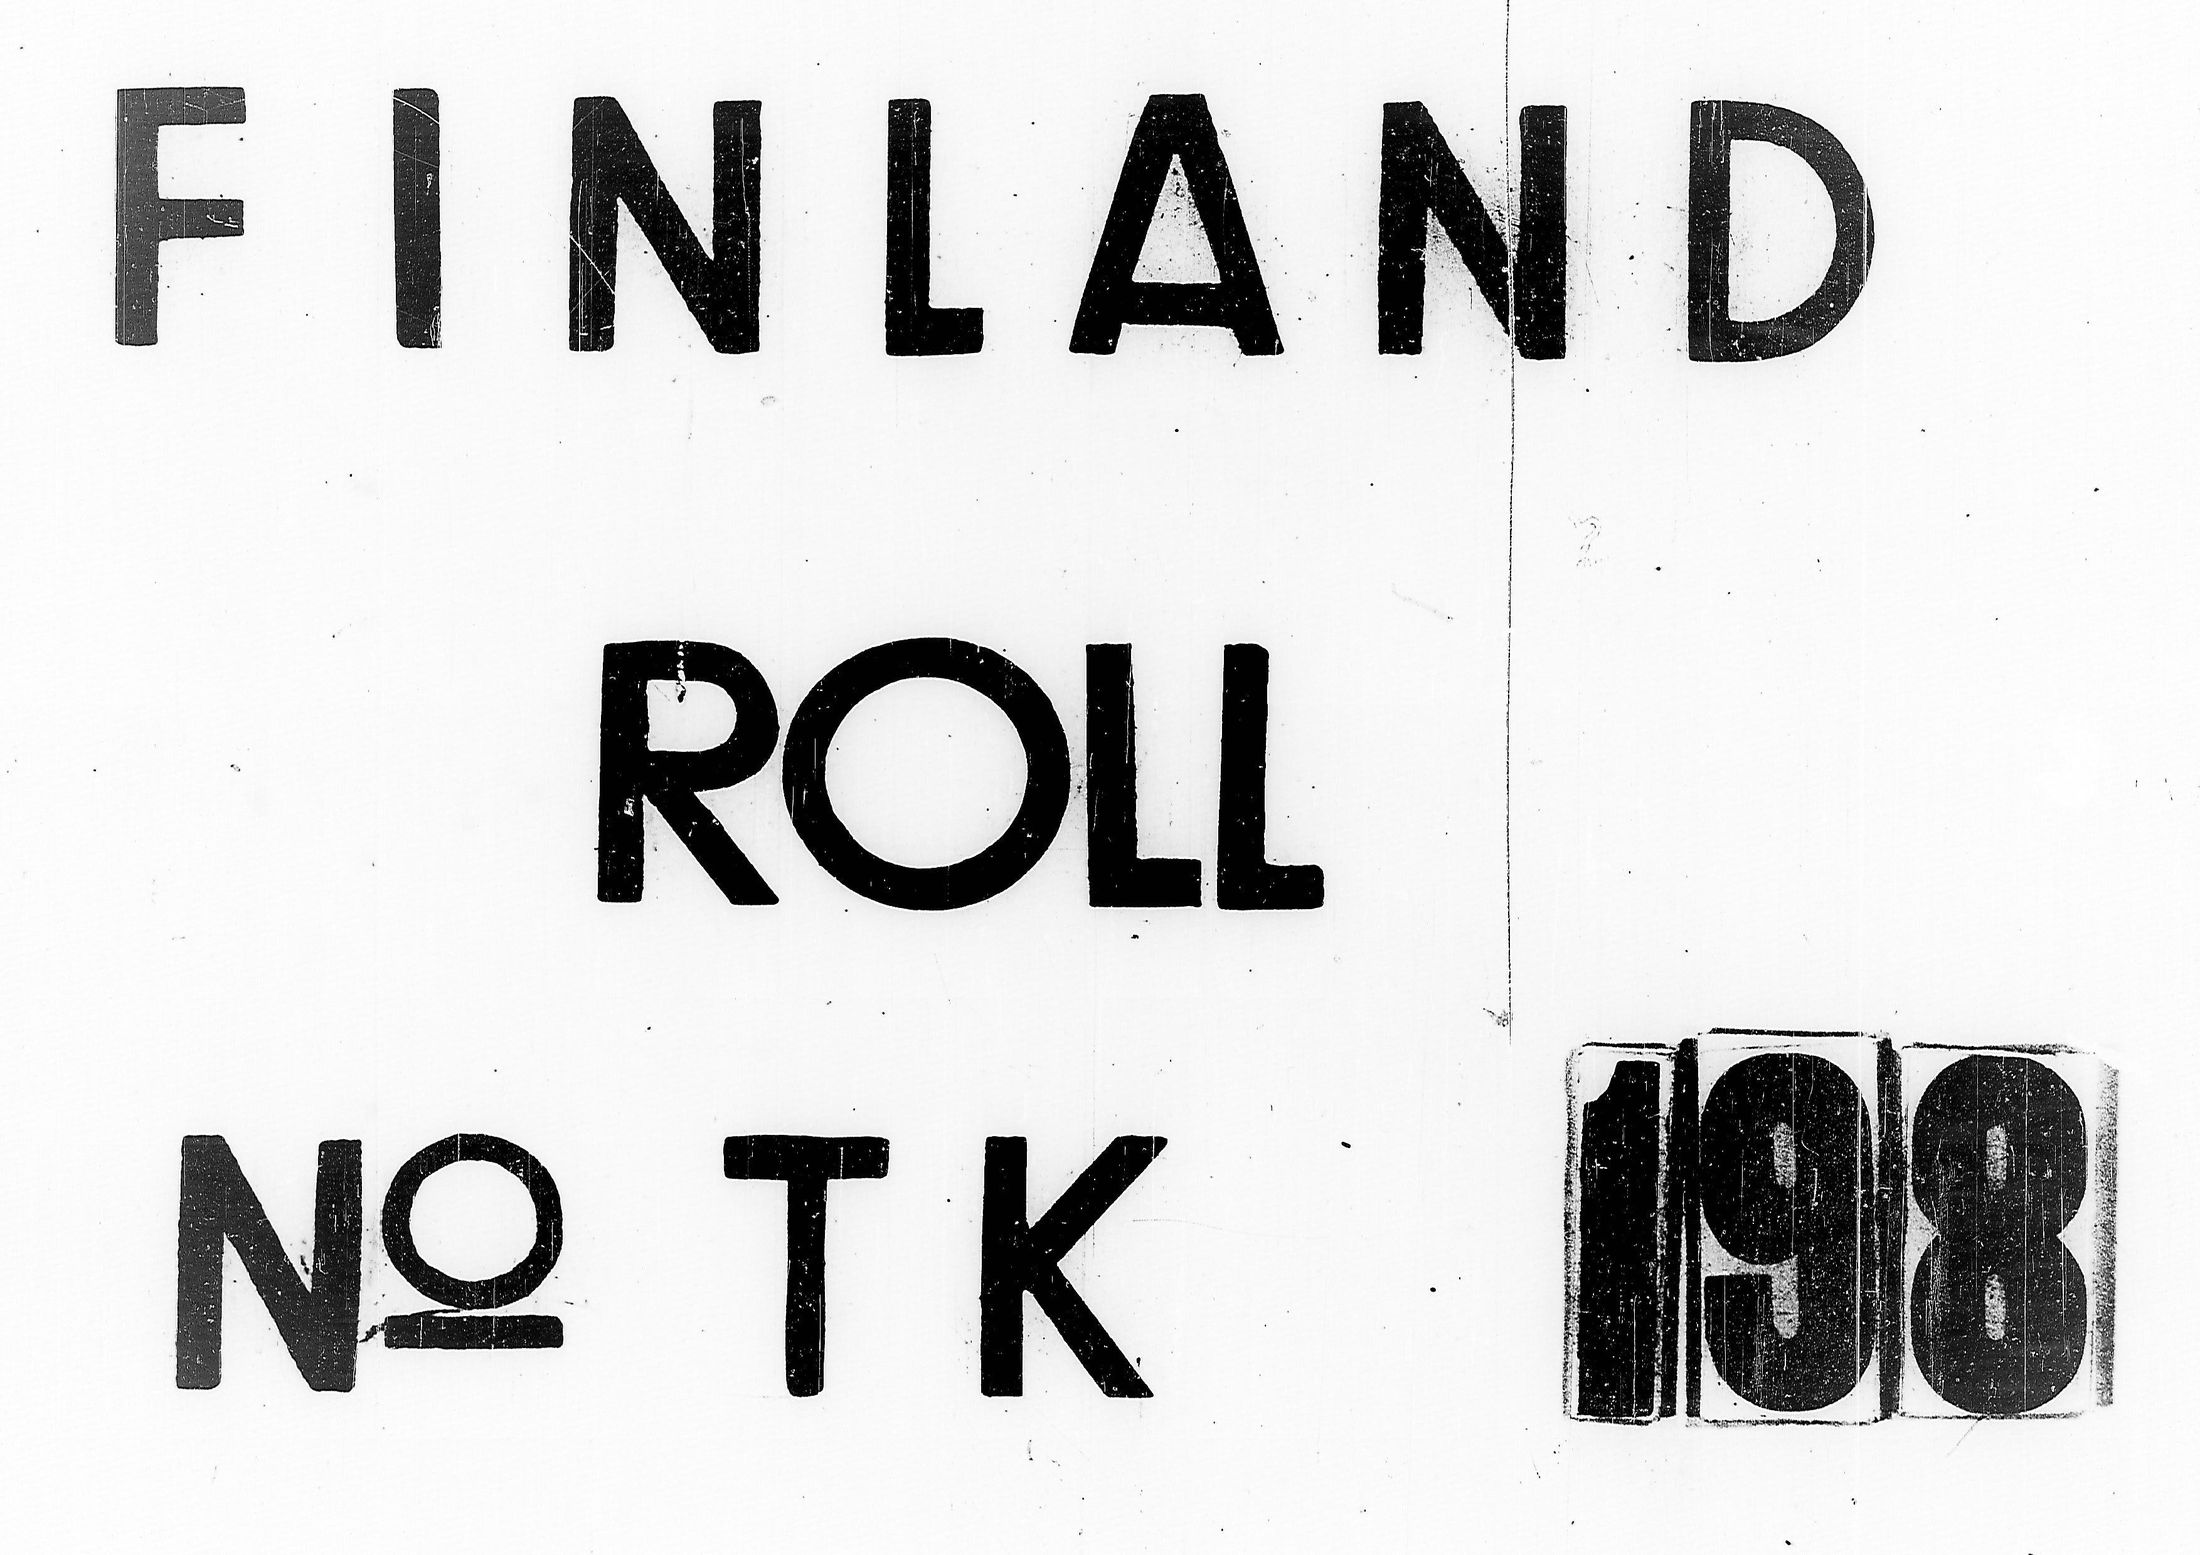 FINLAND
ROLL
Nº TK 198